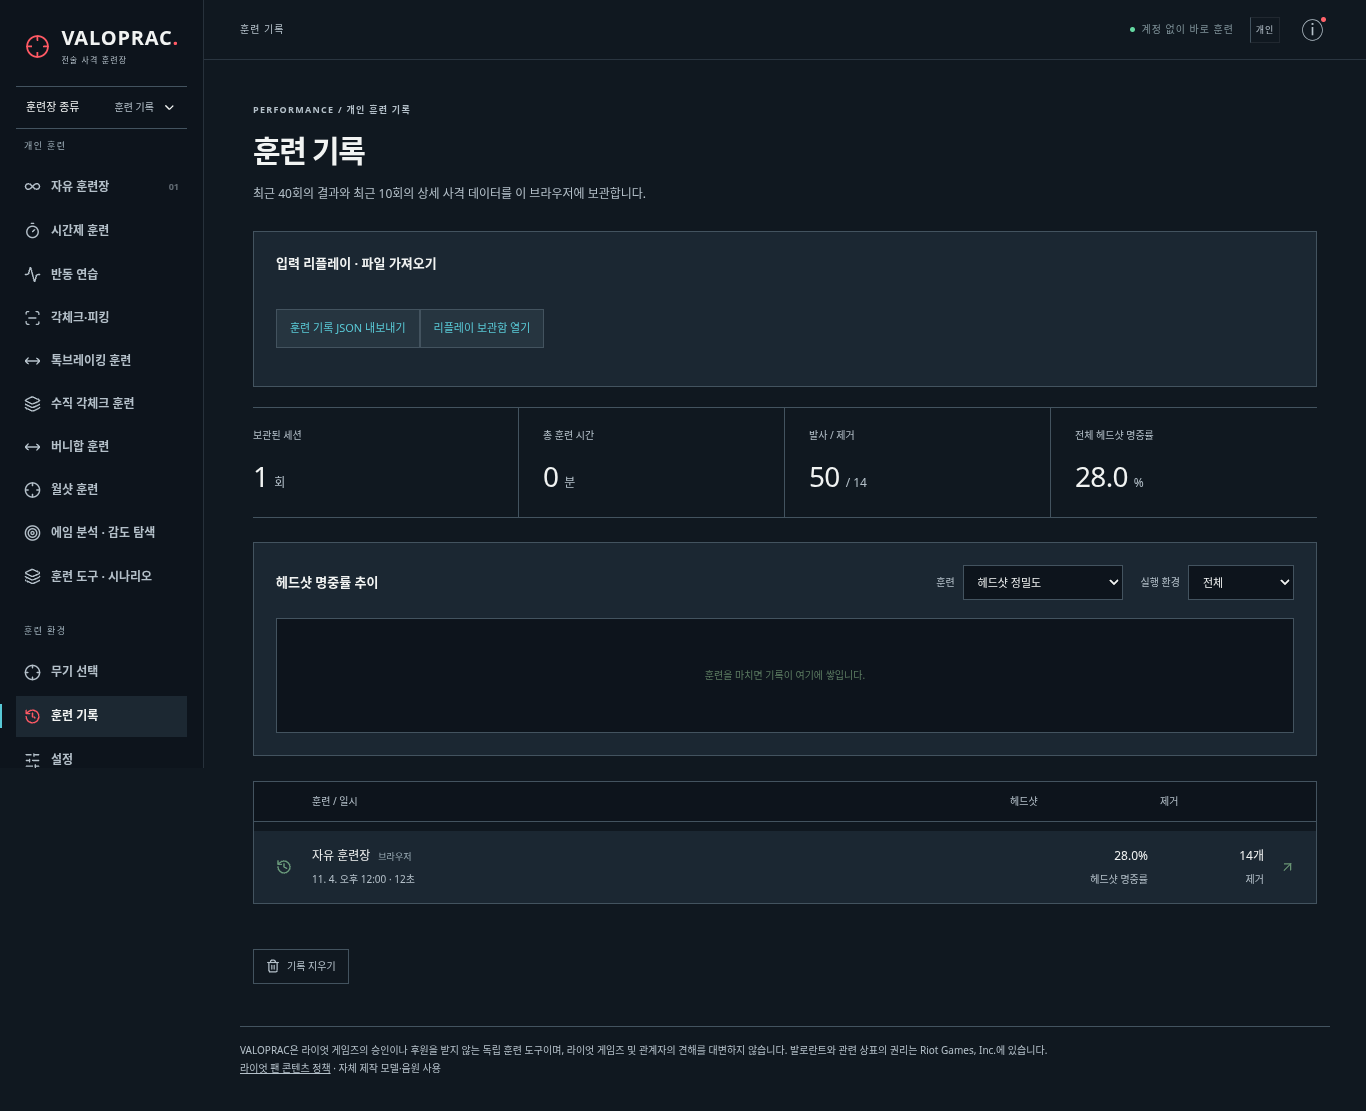 VALOPRAC.
전술 사격 훈련장
훈련장 종류
훈련 기록
개인 훈련
자유 훈련장
01
시간제 훈련
반동 연습
각체크·피킹
톡브레이킹 훈련
수직 각체크 훈련
버니합 훈련
월샷 훈련
에임 분석 · 감도 탐색
훈련 도구 · 시나리오
훈련 환경
무기 선택
훈련 기록
설정
훈련 기록
계정 없이 바로 훈련
개인
PERFORMANCE / 개인 훈련 기록
훈련 기록
최근 40회의 결과와 최근 10회의 상세 사격 데이터를 이 브라우저에 보관합니다.
입력 리플레이 · 파일 가져오기
훈련 기록 JSON 내보내기
리플레이 보관함 열기
보관된 세션
1 회
총 훈련 시간
0 분
발사 / 제거
50 / 14
전체 헤드샷 명중률
28.0 %
헤드샷 명중률 추이
훈련
헤드샷 정밀도
실행 환경
전체
훈련을 마치면 기록이 여기에 쌓입니다.
훈련 / 일시
헤드샷
제거
자유 훈련장 브라우저
28.0%
14개
11. 4. 오후 12:00 · 12초
헤드샷 명중률
제거
기록 지우기
VALOPRAC은 라이엇 게임즈의 승인이나 후원을 받지 않는 독립 훈련 도구이며, 라이엇 게임즈 및 관계자의 견해를 대변하지 않습니다. 발로란트와 관련 상표의 권리는 Riot Games, Inc.에 있습니다.
라이엇 팬 콘텐츠 정책 · 자체 제작 모델·음원 사용